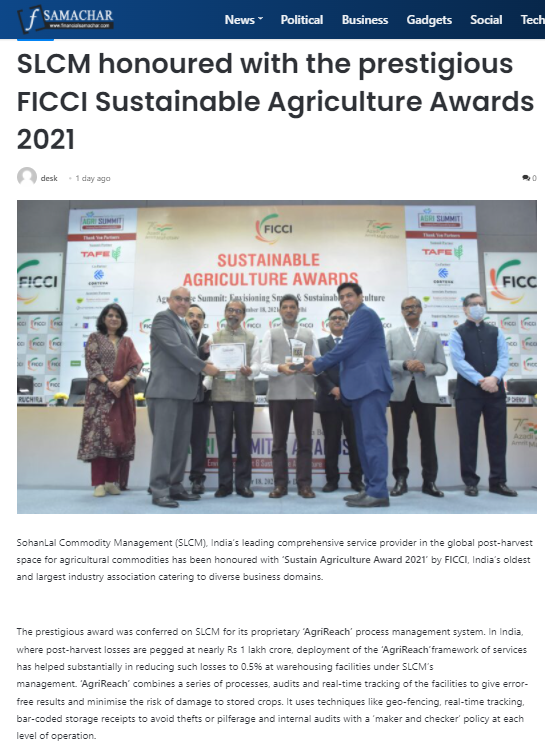 SAMACHAR
www.financialsamachar.com
News Political Business Gadgets Social Tech
SLCM honoured with the prestigious
FICCI Sustainable Agriculture Awards
2021
desk 1 day ago 0
AGRI SUMMIT
Thank You Partners
TAFE
FICCI
SUSTAINABLE
AGRICULTURE AWARDS
AGRI SUMMIT
Thank You Partners
TAFE
FICCI
FICC
SohanLal Commodity Management (SLCM), India's leading comprehensive service provider in the global post-harvest
space for agricultural commodities has been honoured with 'Sustain Agriculture Award 2021' by FICCI, India's oldest
and largest industry association catering to diverse business domains.
The prestigious award was conferred on SLCM for its proprietary 'AgriReach' process management system. In India,
where post-harvest losses are pegged at nearly Rs 1 lakh crore, deployment of the 'AgriReach'framework of services
has helped substantially in reducing such losses to 0.5% at warehousing facilities under SLCM's
management. 'AgriReach' combines a series of processes, audits and real-time tracking of the facilities to give error-
free results and minimise the risk of damage to stored crops. It uses techniques like geo-fencing, real-time tracking,
bar-coded storage receipts to avoid thefts or pilferage and internal audits with a 'maker and checker' policy at each
level of operation.